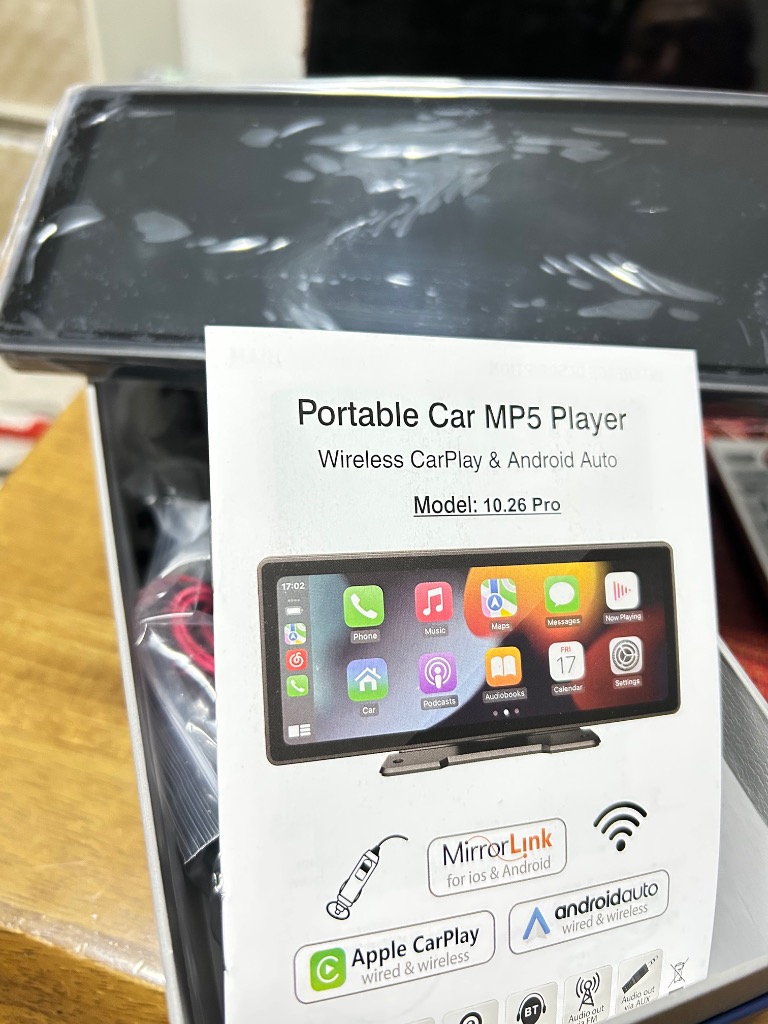 Portable Car MP5 Player
Wireless CarPlay & Android Auto
Model: 10.26 Pro
17:02
Phone
Music
Maps
Messages
Now Playing
FRI
17
Car
Podcasts
Audiobooks
Calendar
Settings
MirrorLink
for ios & Android
Apple CarPlay
wired & wireless
androidauto
wired & wireless
BT
Audio out
via FM
Audio out
via AUX